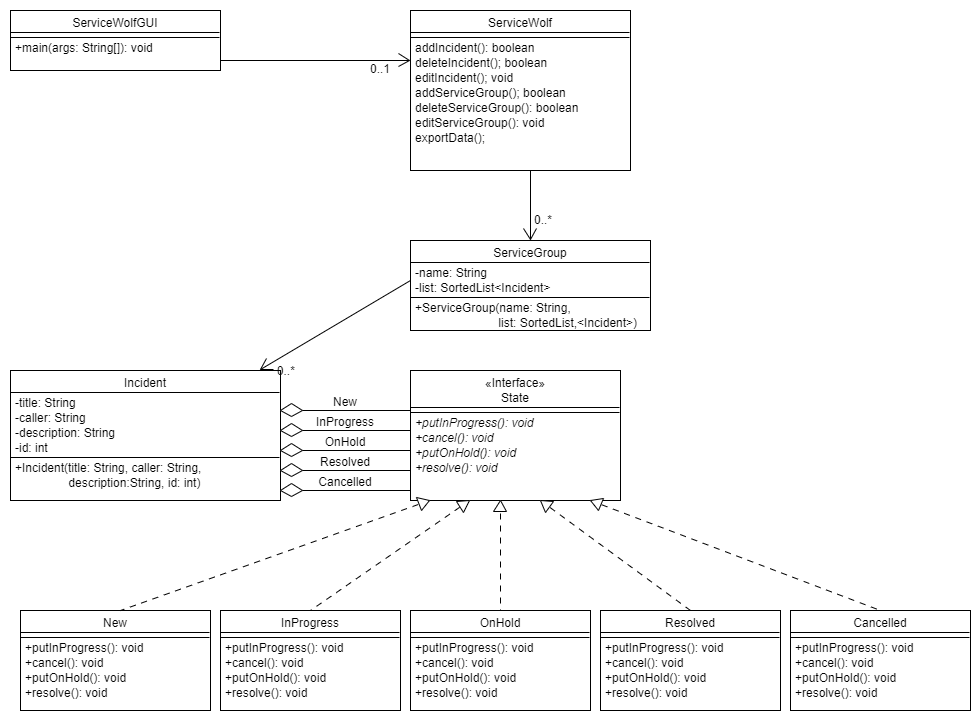 ServiceWolfGUI
+main(args: String[]): void
0..1
ServiceWolf
addIncident(): boolean
deleteIncident(; boolean
editIncident(; void
addServiceGroup(; boolean
deleteServiceGroup(): boolean
editServiceGroup(): void
exportData(;
0..*
ServiceGroup
-name: String
-list: SortedList<Incident>
+ServiceGroup(name: String,
list: SortedList,<Incident>)
0..*
Incident
-title: String
-caller: String
-description: String
-id: int
+Incident(title: String, caller: String,
description:String, id: int)
New
InProgress
OnHold
Resolved
Cancelled
«Interface»
State
+putInProgress(): void
+cancel(): void
+putOnHold(): void
+resolve(): void
New
+putInProgress(): void
+cancel(): void
+putOnHold(): void
+resolve(): void
InProgress
+putInProgress(): void
+cancel(): void
+putOnHold(): void
+resolve(): void
OnHold
+putInProgress(): void
+cancel(): void
+putOnHold(): void
+resolve(): void
Resolved
+putInProgress(): void
+cancel(): void
+putOnHold(): void
+resolve(): void
Cancelled
+putInProgress(): void
+cancel(): void
+putOnHold(): void
+resolve(): void